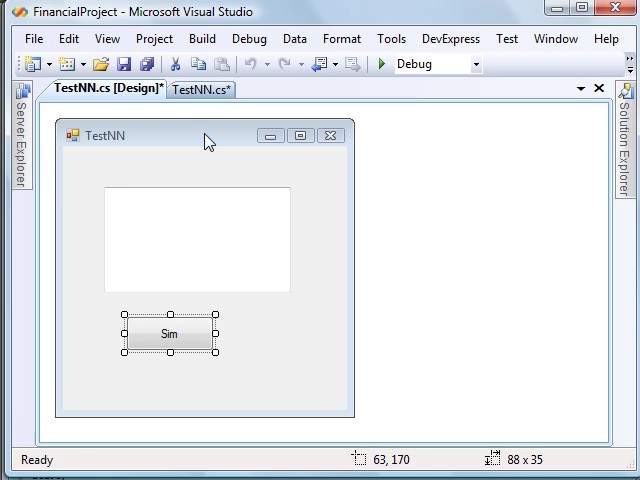 FinancialProject - Microsoft Visual Studio
File Edit View Project Build Debug Data Format Tools DevExpress Test Window Help
Debug
TestNN.cs [Design]* TestNN.cs*
Server Explorer
Solution Explorer
TestNN
Sim
Ready 63, 170 88 x 35